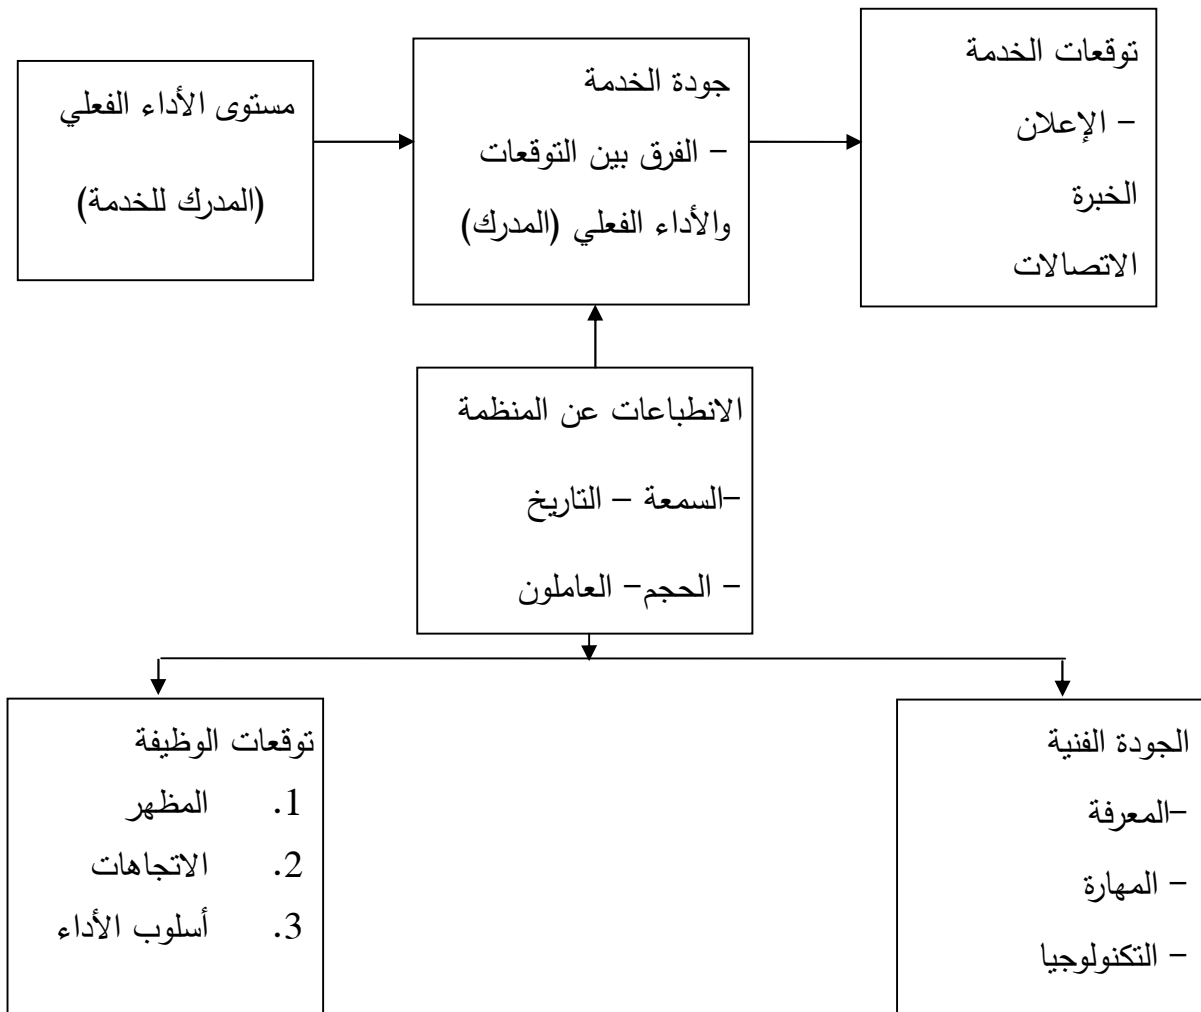 توقعات الخدمة
– الإعلان
الخبرة
الاتصالات
جودة الخدمة
– الفرق بين التوقعات
والأداء الفعلي (المدرك)
مستوى الأداء الفعلي
(المدرك للخدمة)
الانطباعات عن المنظمة
–السمعة – التاريخ
– الحجم– العاملون
الجودة الفنية
–المعرفة
– المهارة
– التكنولوجيا
توقعات الوظيفة
1. المظهر
2. الاتجاهات
3. أسلوب الأداء